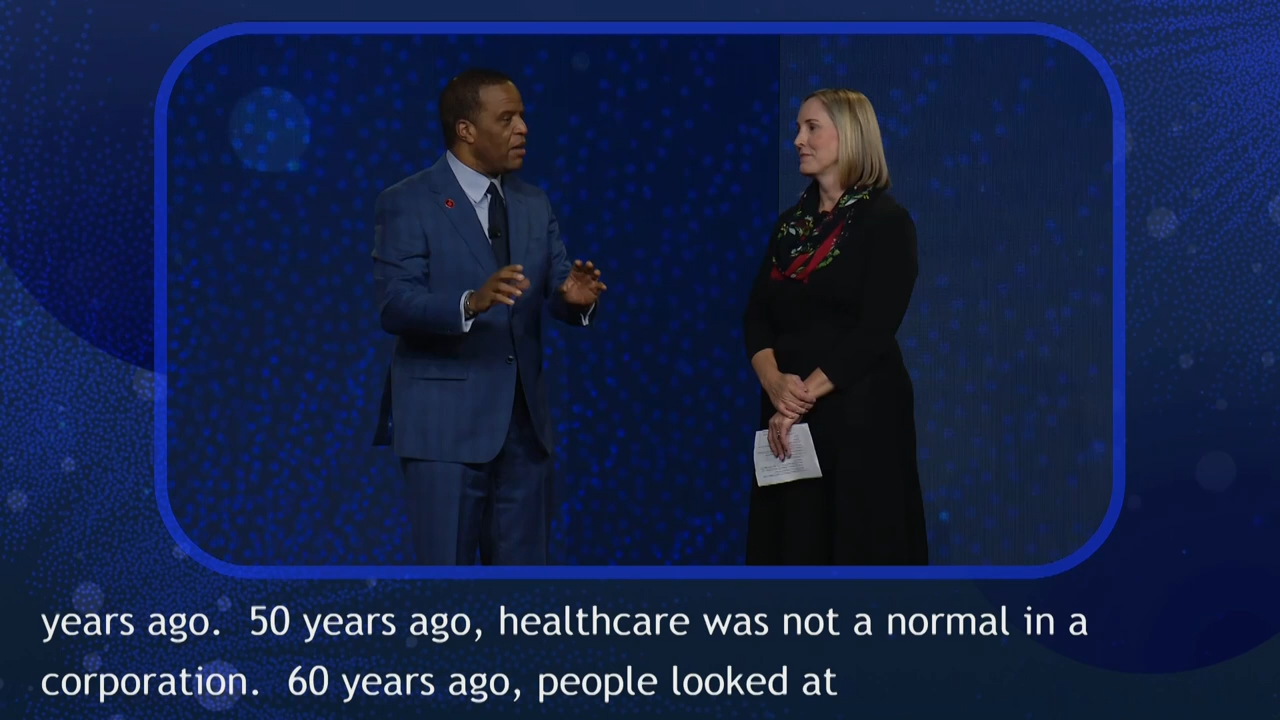 years ago.  50 years ago, healthcare was not a normal in a
corporation.  60 years ago, people looked at